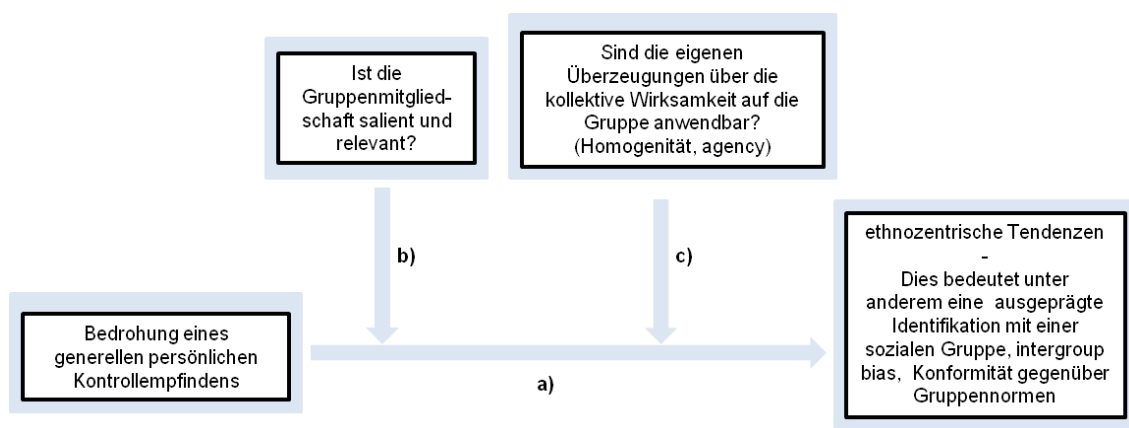 Ist die
Gruppenmitglied-
schaft salient und
relevant?
Sind die eigenen
Überzeugungen über die
kollektive Wirksamkeit auf die
Gruppe anwendbar?
(Homogenität, agency)
b)
c)
Bedrohung eines
generellen persönlichen
Kontrollempfindens
a)
ethnozentrische Tendenzen
-
Dies bedeutet unter
anderem eine ausgeprägte
Identifikation mit einer
sozialen Gruppe, intergroup
bias, Konformität gegenüber
Gruppennormen